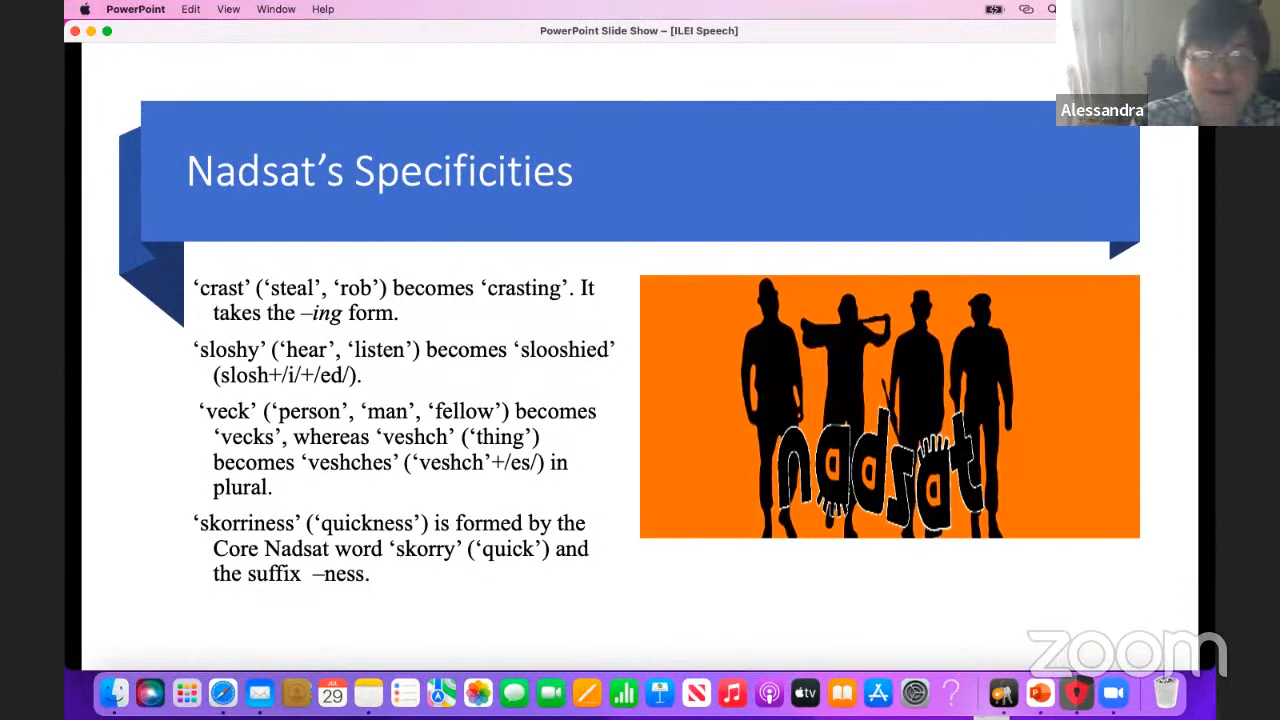 PowerPoint Edit View Window Help
PowerPoint Slide Show – [ILEI Speech]
Alessandra
Nadsat’s Specificities
‘crast’ (‘steal’, ‘rob’) becomes ‘crasting’. It
takes the –ing form.
‘sloshy’ (‘hear’, ‘listen’) becomes ‘slooshied’
(slosh+/i/+/ed/).
‘veck’ (‘person’, ‘man’, ‘fellow’) becomes
‘vecks’, whereas ‘veshch’ (‘thing’)
becomes ‘veshches’ (‘veshch’+/es/) in
plural.
‘skorriness’ (‘quickness’) is formed by the
Core Nadsat word ‘skorry’ (‘quick’) and
the suffix –ness.
nadsat
zoom
JUL
29
tv